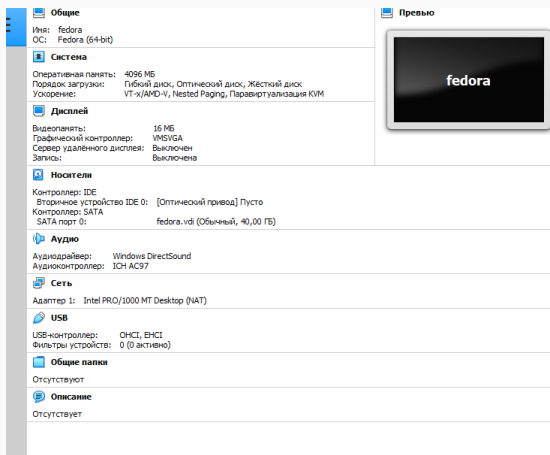 Общие
Имя: fedora
ОС: Fedora (64-bit)
Система
Оперативная память: 4096 МБ
Порядок загрузки: Гибкий диск, Оптический диск, Жёсткий диск
Ускорение: VT-x/AMD-V, Nested Paging, Паравиртуализация KVM
Дисплей
Видеопамять: 16 МБ
Графический контроллер: VMSVGA
Сервер удалённого дисплея: Выключен
Запись: Выключена
Носители
Контроллер: IDE
Вторичное устройство IDE 0: [Оптический привод] Пусто
Контроллер: SATA
SATA порт 0: fedora.vdi (Обычный, 40,00 ГБ)
Аудио
Аудиодрайвер: Windows DirectSound
Аудиоконтроллер: ICH AC97
Сеть
Адаптер 1: Intel PRO/1000 MT Desktop (NAT)
USB
USB-контроллер: OHCI, EHCI
Фильтры устройств: 0 (0 активно)
Общие папки
Отсутствуют
Описание
Отсутствует
Превью
fedora